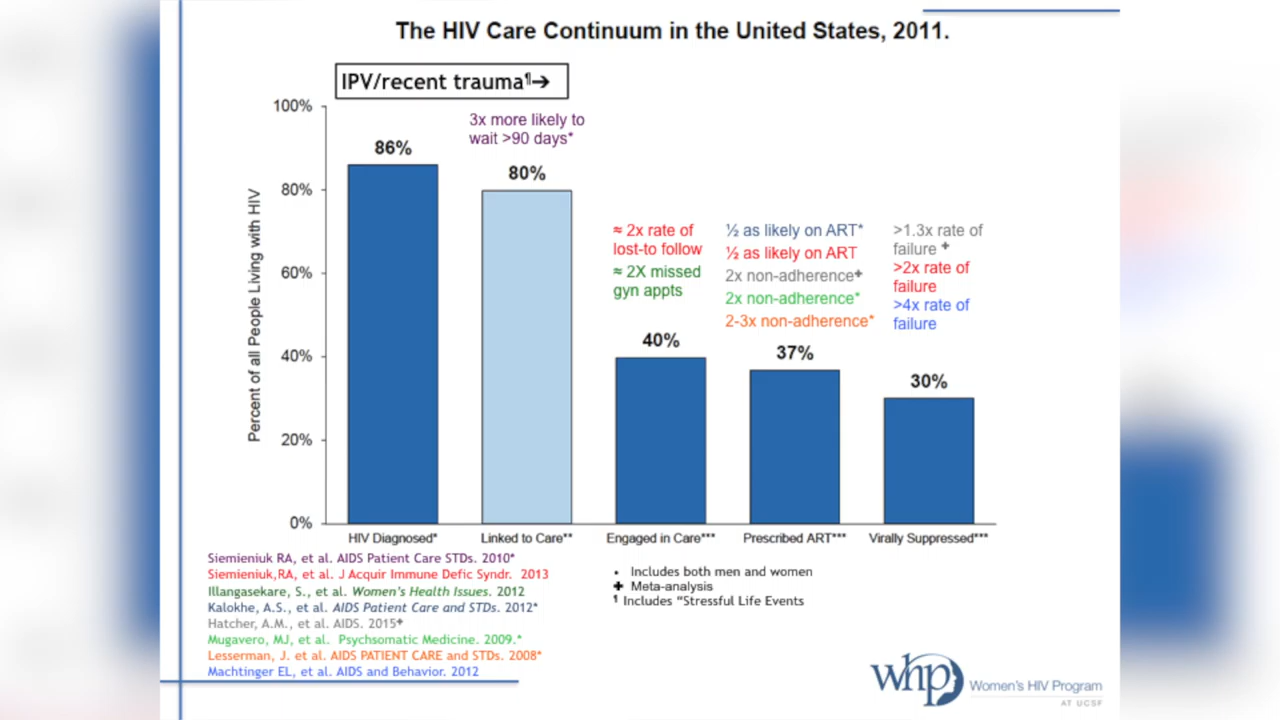 The HIV Care Continuum in the United States, 2011.
IPV/recent trauma¶→
Percent of all People Living with HIV
100%
80%
60%
40%
20%
0%
3x more likely to
wait >90 days*
86%
80%
40%
37%
30%
≈ 2x rate of
lost-to follow
≈ 2X missed
gyn appts
½ as likely on ART*
½ as likely on ART
2x non-adherence✚
2x non-adherence*
2-3x non-adherence*
>1.3x rate of
failure ✚
>2x rate of
failure
>4x rate of
failure
HIV Diagnosed*
Linked to Care**
Engaged in Care***
Prescribed ART***
Virally Suppressed***
Siemieniuk RA, et al. AIDS Patient Care STDs. 2010*
Siemieniuk,RA, et al. J Acquir Immune Defic Syndr. 2013
Illangasekare, S., et al. Women's Health Issues. 2012
Kalokhe, A.S., et al. AIDS Patient Care and STDs. 2012*
Hatcher, A.M., et al. AIDS. 2015✚
Mugavero, MJ, et al. Psychsomatic Medicine. 2009.*
Lesserman, J. et al. AIDS PATIENT CARE and STDs. 2008*
Machtinger EL, et al. AIDS and Behavior. 2012
• Includes both men and women
✚ Meta-analysis
¶ Includes “Stressful Life Events
whp
Women's HIV Program
AT UCSF